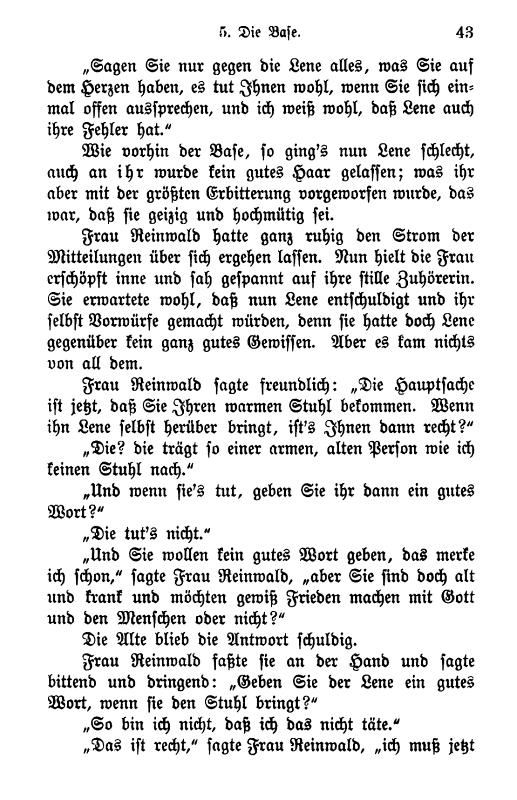 5. Die Base. 43
„Sagen Sie nur gegen die Lene alles, was Sie auf
dem Herzen haben, es tut Ihnen wohl, wenn Sie sich ein-
mal offen aussprechen, und ich weiß wohl, daß Lene auch
ihre Fehler hat.“
Wie vorhin der Base, so ging's nun Lene schlecht,
auch an ihr wurde kein gutes Haar gelassen; was ihr
aber mit der größten Erbitterung vorgeworfen wurde, das
war, daß sie geizig und hochmütig sei.
Frau Reinwald hatte ganz ruhig den Strom der
Mitteilungen über sich ergehen lassen. Nun hielt die Frau
erschöpft inne und sah gespannt auf ihre stille Zuhörerin.
Sie erwartete wohl, daß nun Lene entschuldigt und ihr
selbst Vorwürfe gemacht würden, denn sie hatte doch Lene
gegenüber kein ganz gutes Gewissen. Aber es kam nichts
von all dem.
Frau Reinwald sagte freundlich: „Die Hauptsache
ist jetzt, daß Sie Ihren warmen Stuhl bekommen. Wenn
ihn Lene selbst herüber bringt, ist's Ihnen dann recht?“
„Die? die trägt so einer armen, alten Person wie ich
keinen Stuhl nach.“
„Und wenn sie's tut, geben Sie ihr dann ein gutes
Wort?“
„Die tut's nicht.“
„Und Sie wollen kein gutes Wort geben, das merke
ich schon,“ sagte Frau Reinwald, „aber Sie sind doch alt
und krank und möchten gewiß Frieden machen mit Gott
und den Menschen oder nicht?“
Die Alte blieb die Antwort schuldig.
Frau Reinwald faßte sie an der Hand und sagte
bittend und dringend: „Geben Sie der Lene ein gutes
Wort, wenn sie den Stuhl bringt?“
„So bin ich nicht, daß ich das nicht täte.“
„Das ist recht,“ sagte Frau Reinwald, „ich muß jetzt